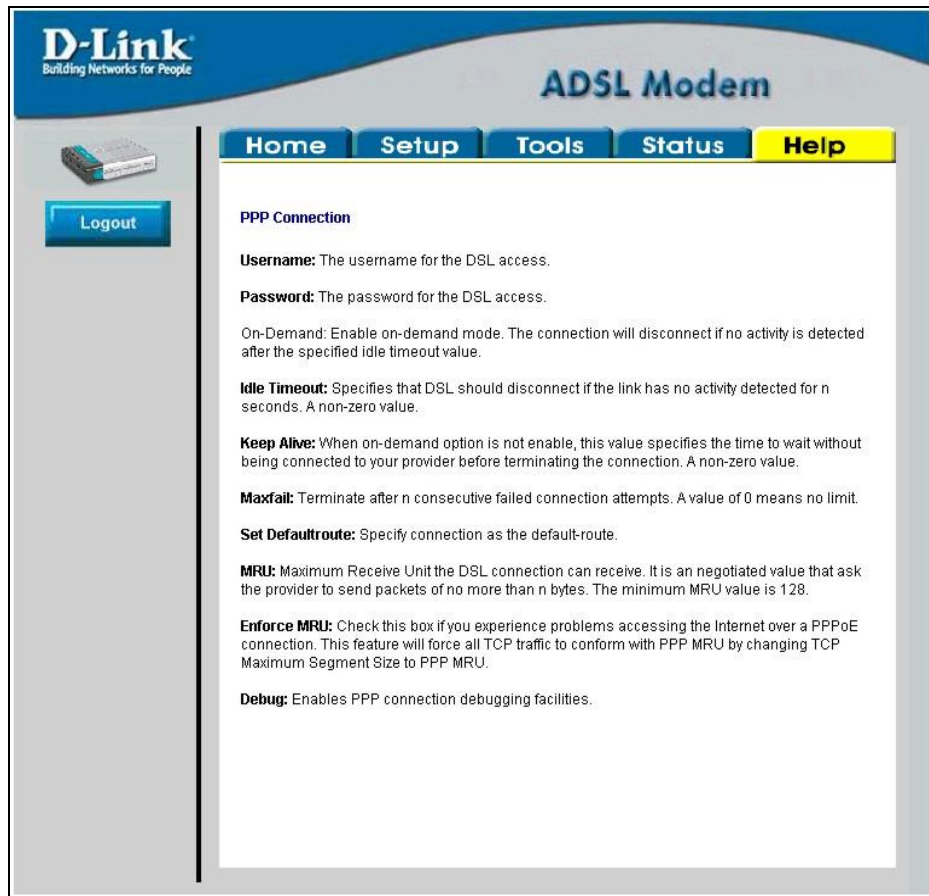 D-Link
Building Networks for People
ADSL Modem
Home
Setup
Tools
Status
Help
Logout
PPP Connection
Username: The username for the DSL access.
Password: The password for the DSL access.
On-Demand: Enable on-demand mode. The connection will disconnect if no activity is detected
after the specified idle timeout value.
Idle Timeout: Specifies that DSL should disconnect if the link has no activity detected for n
seconds. A non-zero value.
Keep Alive: When on-demand option is not enable, this value specifies the time to wait without
being connected to your provider before terminating the connection. A non-zero value.
Maxfail: Terminate after n consecutive failed connection attempts. A value of 0 means no limit.
Set Defaultroute: Specify connection as the default-route.
MRU: Maximum Receive Unit the DSL connection can receive. It is an negotiated value that ask
the provider to send packets of no more than n bytes. The minimum MRU value is 128.
Enforce MRU: Check this box if you experience problems accessing the Internet over a PPPoE
connection. This feature will force all TCP traffic to conform with PPP MRU by changing TCP
Maximum Segment Size to PPP MRU.
Debug: Enables PPP connection debugging facilities.